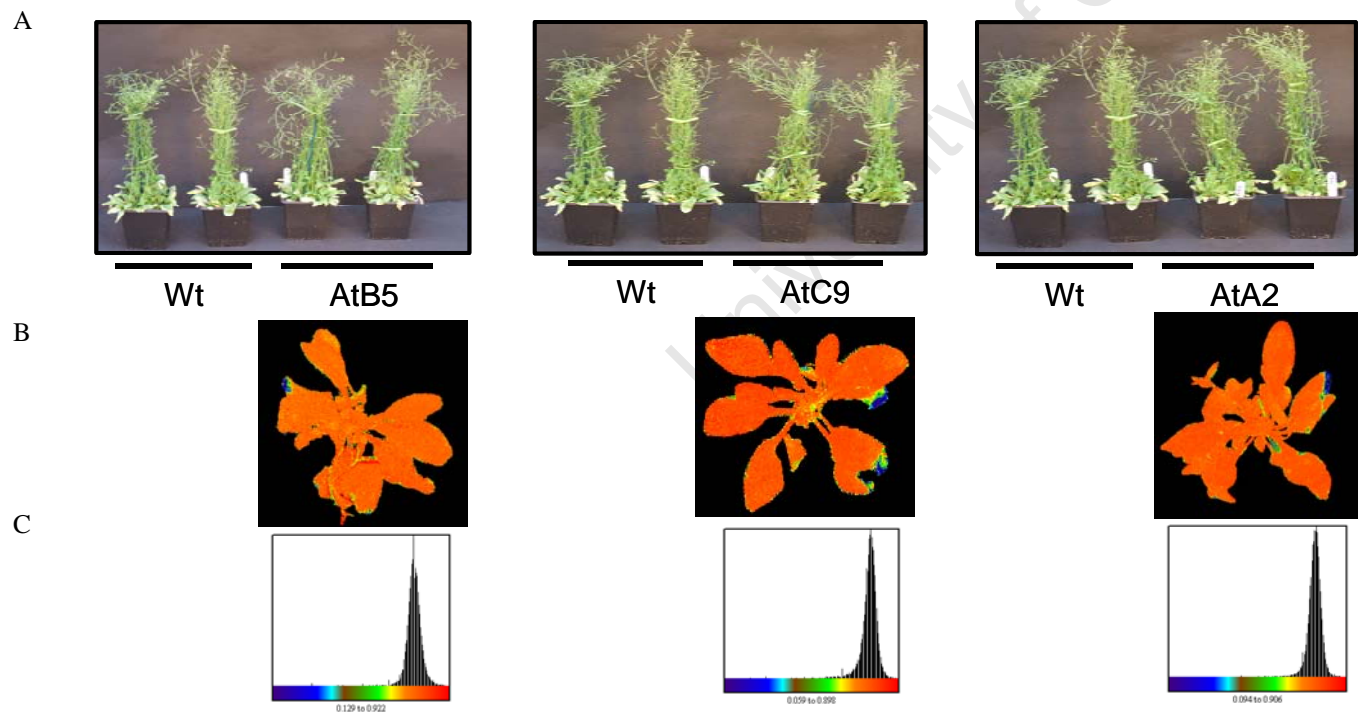 A
Wt
AtB5
Wt
AtC9
Wt
AtA2
B
C
0.129 to 0.922
0.059 to 0.898
0.094 to 0.906